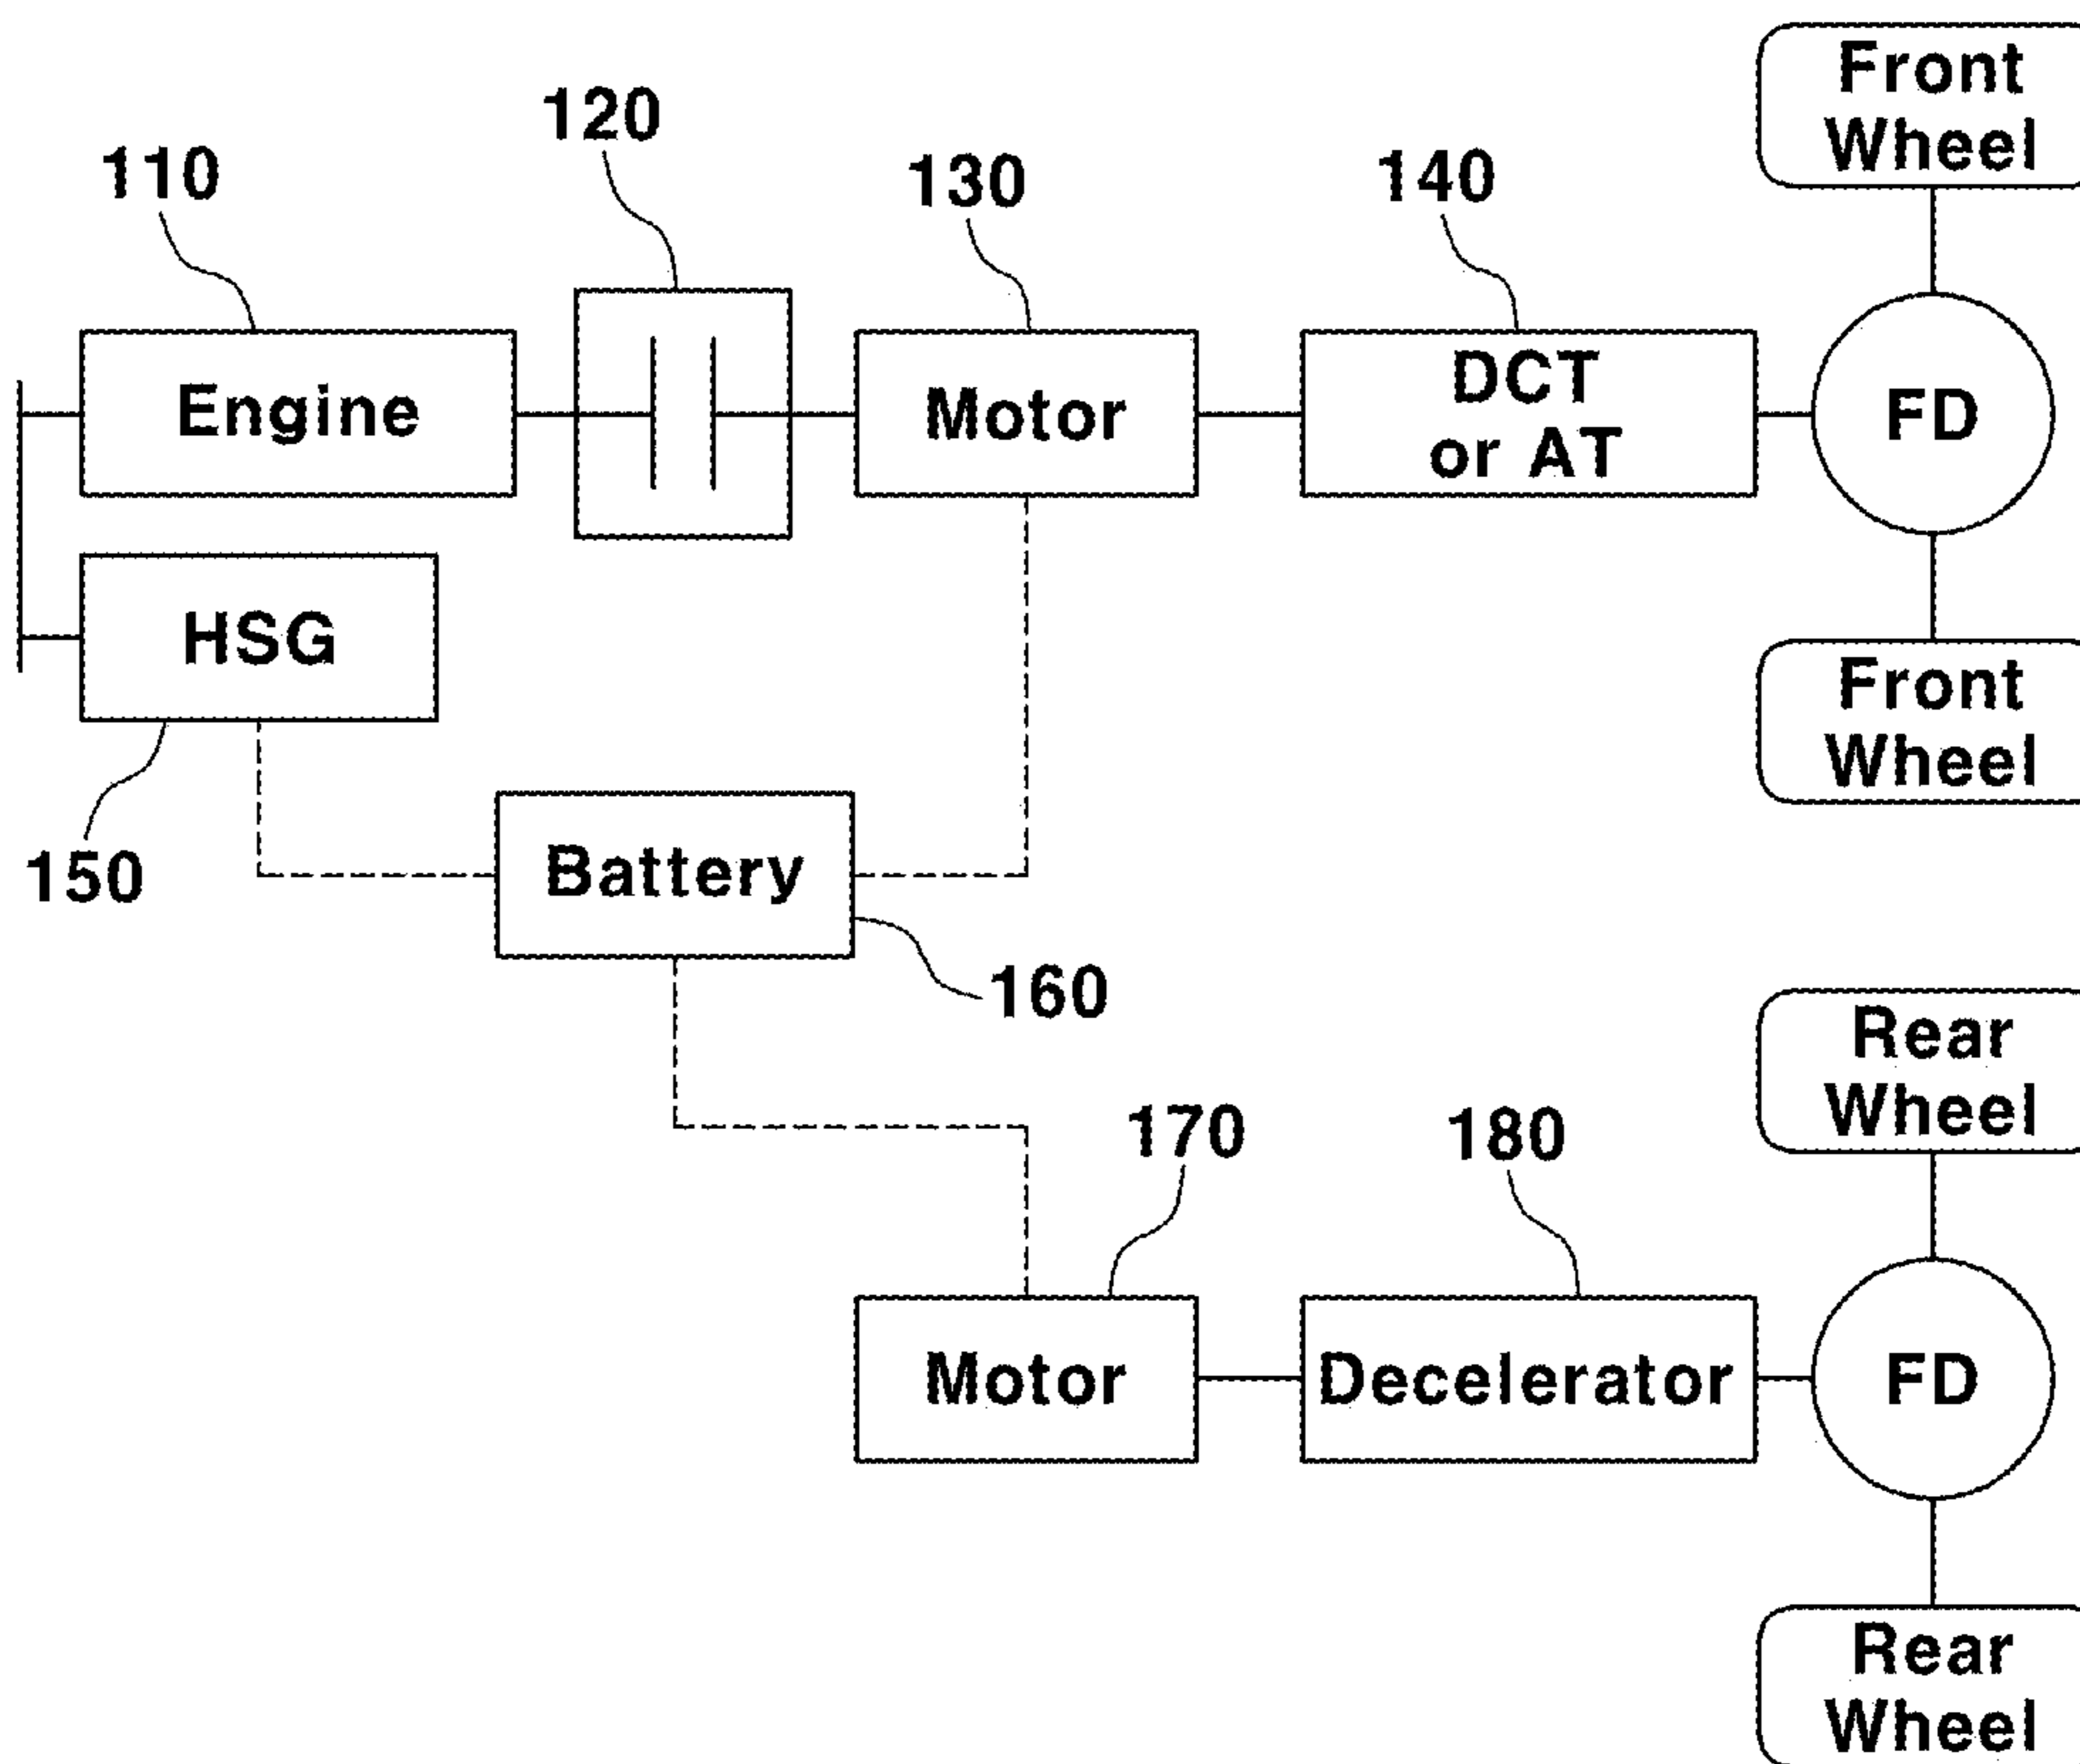 Front
Wheel
120
110
130
140
Engine
Motor
DCT
or AT
FD
HSG
Front
Wheel
150
Battery
160
Rear
Wheel
170
180
Motor
Decelerator
FD
Rear
Wheel